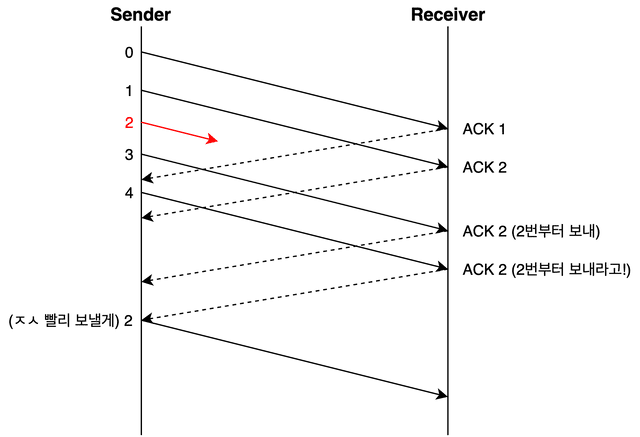 Sender
Receiver
0
1
2
3
4
ACK 1
ACK 2
ACK 2 (2번부터 보내)
ACK 2 (2번부터 보내라고!)
(ㅈㅅ 빨리 보낼게) 2